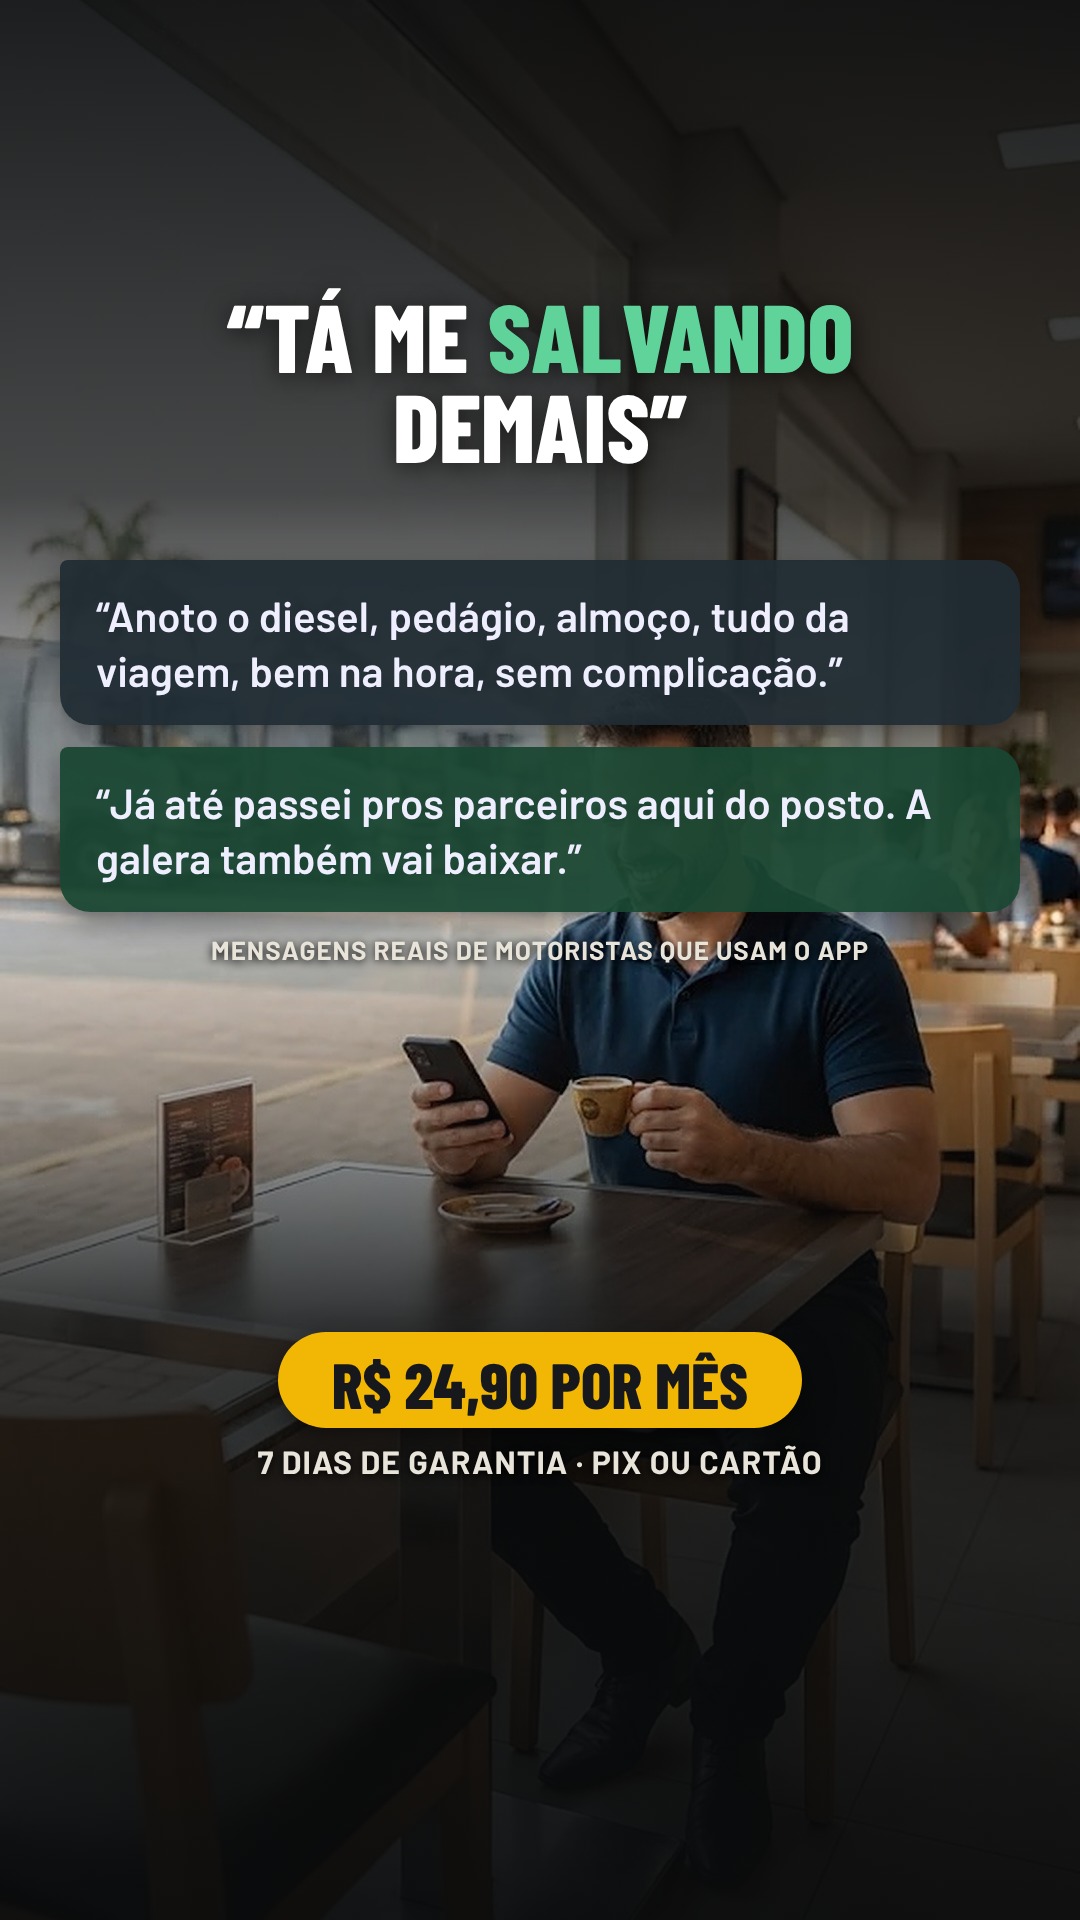 “TÁ ME SALVANDO
DEMAIS”
“Anoto o diesel, pedágio, almoço, tudo da
viagem, bem na hora, sem complicação.”
“Já até passei pros parceiros aqui do posto. A
galera também vai baixar.”
MENSAGENS REAIS DE MOTORISTAS QUE USAM O APP
R$ 24,90 POR MÊS
7 DIAS DE GARANTIA · PIX OU CARTÃO